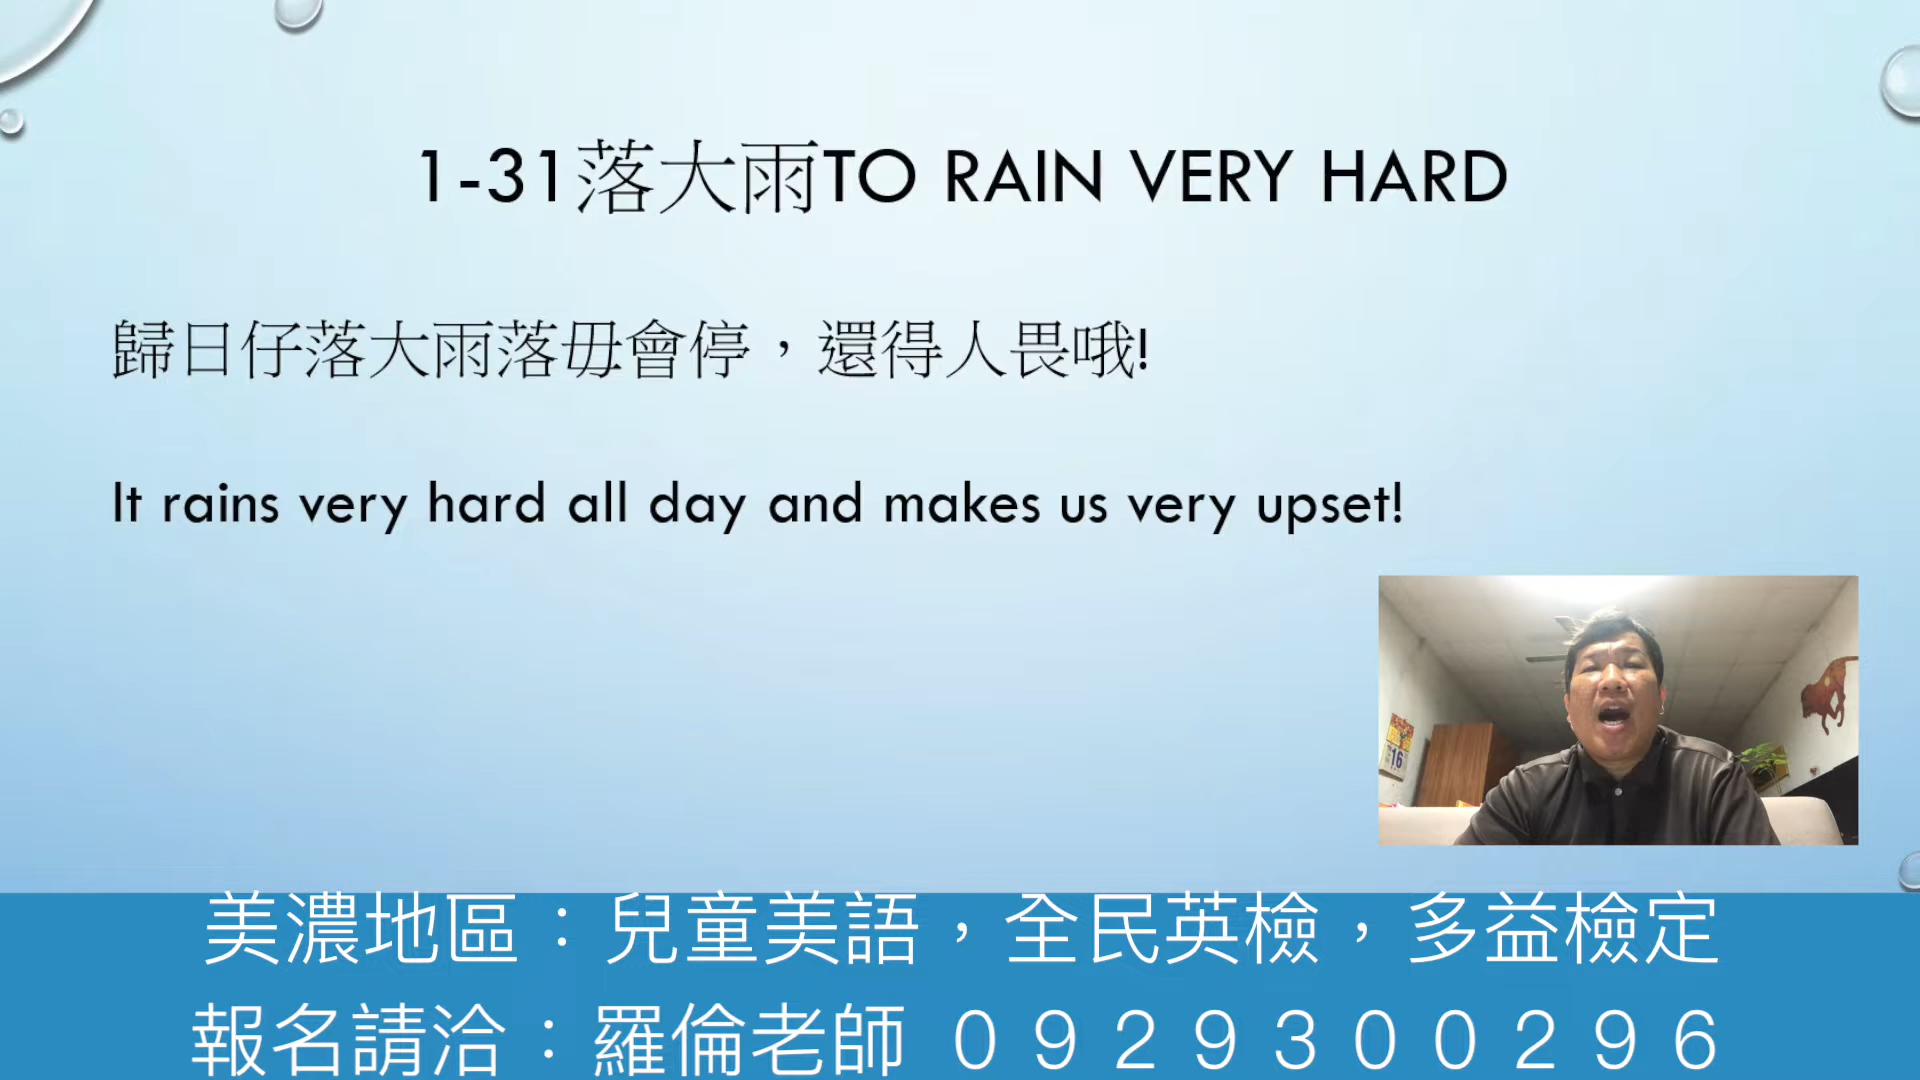 1-31落大雨TO RAIN VERY HARD
歸日仔落大雨落毋會停，還得人畏哦!
It rains very hard all day and makes us very upset!
16
美濃地區：兒童美語，全民英檢，多益檢定
報名請洽：羅倫老師 0929300296